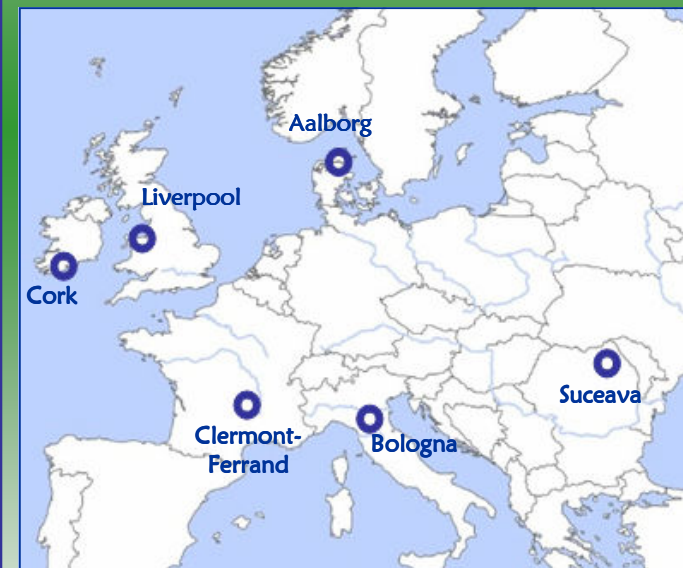 Aalborg
Liverpool
Cork
Suceava
Clermont-
Ferrand
Bologna